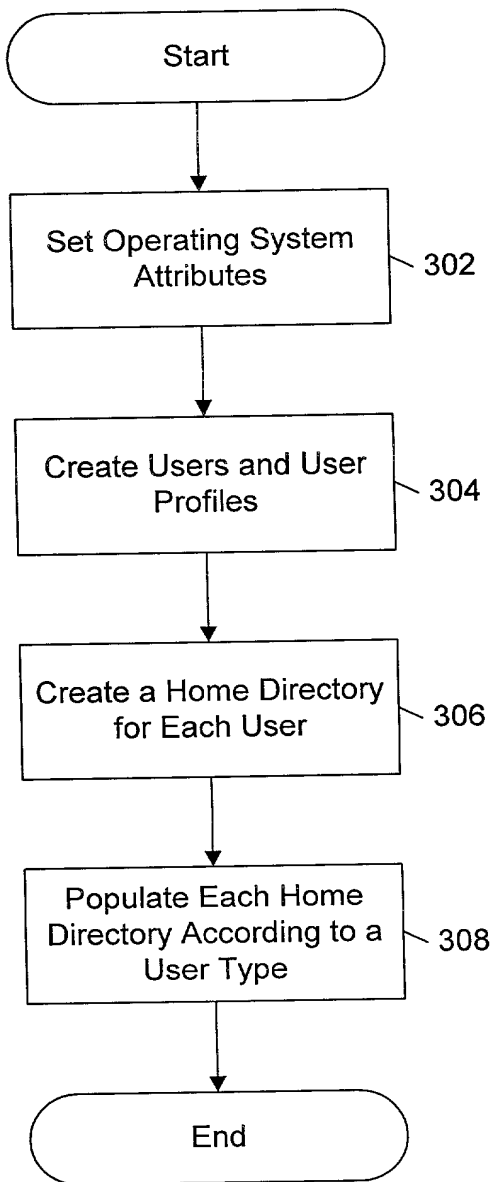 Start
Set Operating System
Attributes
302
Create Users and User
Profiles
304
Create a Home Directory
for Each User
306
Populate Each Home
Directory According to a
User Type
308
End